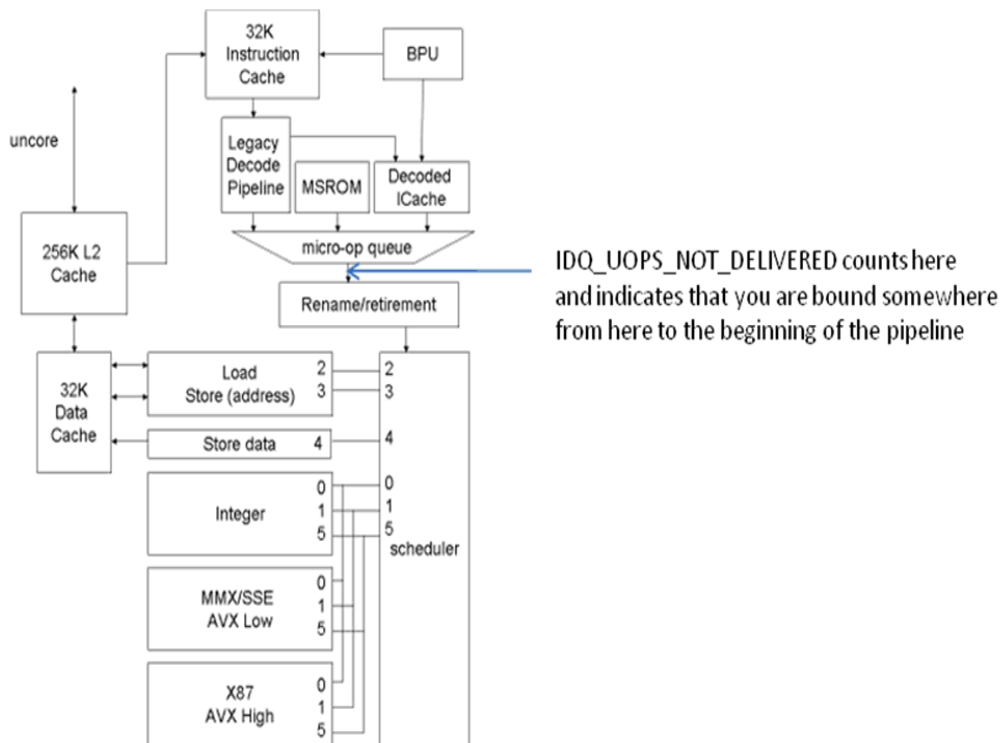 32K
Instruction
Cache
BPU
uncore
Legacy
Decode
Pipeline
MSROM
Decoded
ICache
256K L2
Cache
micro-op queue
IDQ_UOPS_NOT_DELIVERED counts here
and indicates that you are bound somewhere
from here to the beginning of the pipeline
Rename/retirement
32K
Data
Cache
Load
Store (address)
2
3
2
3
Store data
4
4
Integer
0
1
5
0
1
5
scheduler
MMX/SSE
AVX Low
0
1
5
X87
AVX High
0
1
5